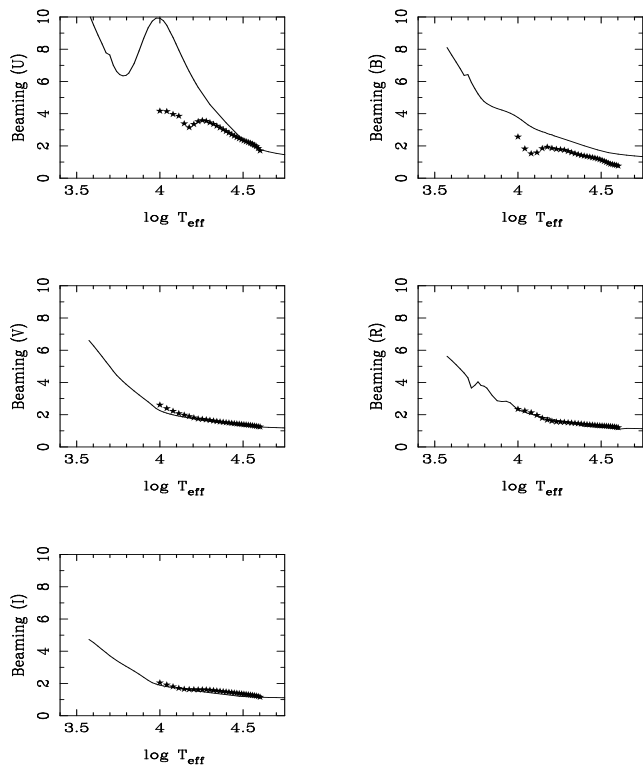 Beaming (U)
0 2 4 6 8 10
3.5 4 4.5
log T_eff
Beaming (B)
0 2 4 6 8 10
3.5 4 4.5
log T_eff
Beaming (V)
0 2 4 6 8 10
3.5 4 4.5
log T_eff
Beaming (R)
0 2 4 6 8 10
3.5 4 4.5
log T_eff
Beaming (I)
0 2 4 6 8 10
3.5 4 4.5
log T_eff